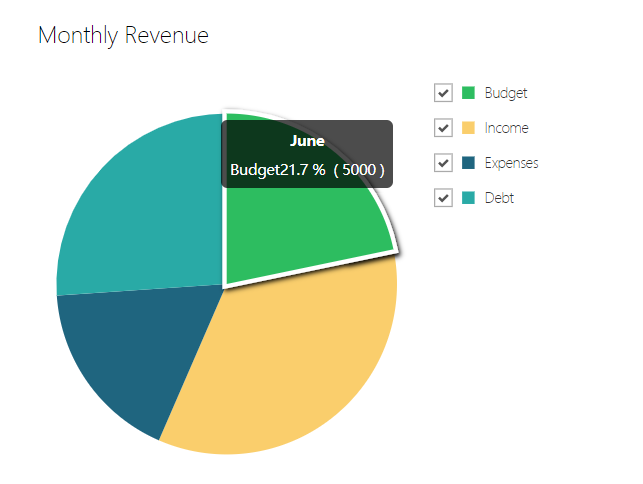 Monthly Revenue
June
Budget21.7 % ( 5000 )
Budget
Income
Expenses
Debt